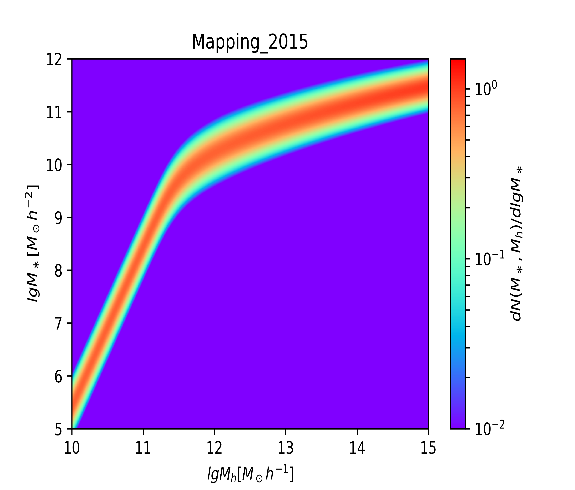 Mapping_2015
12
11
10
9
8
7
6
5
lgM_*[M_⊙h^{-2}]
10 11 12 13 14 15
lgM_h[M_⊙h^{-1}]
10^0
10^{-1}
10^{-2}
dN(M_*, M_h)/dlgM_*